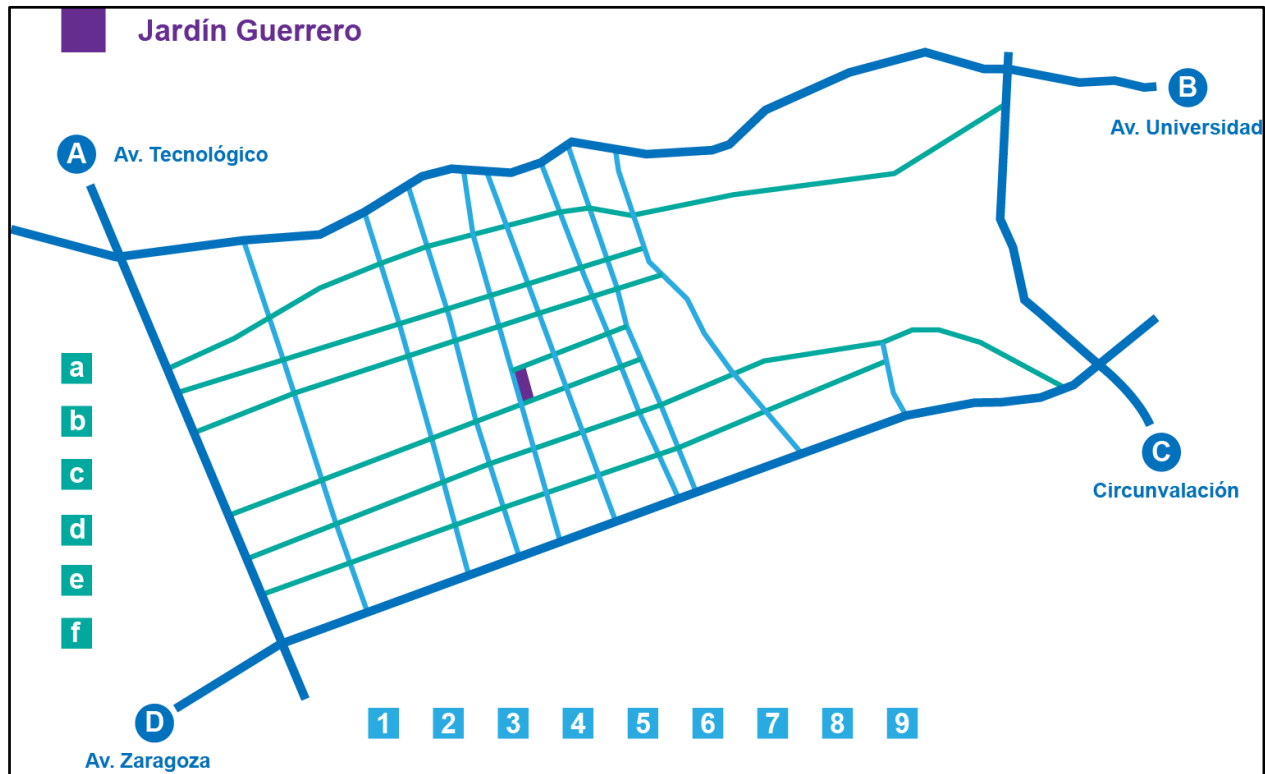 Jardín Guerrero
B
Av. Universidad
A
Av. Tecnológico
a
b
c
C
Circunvalación
d
e
f
1 2 3 4 5 6 7 8 9
D
Av. Zaragoza